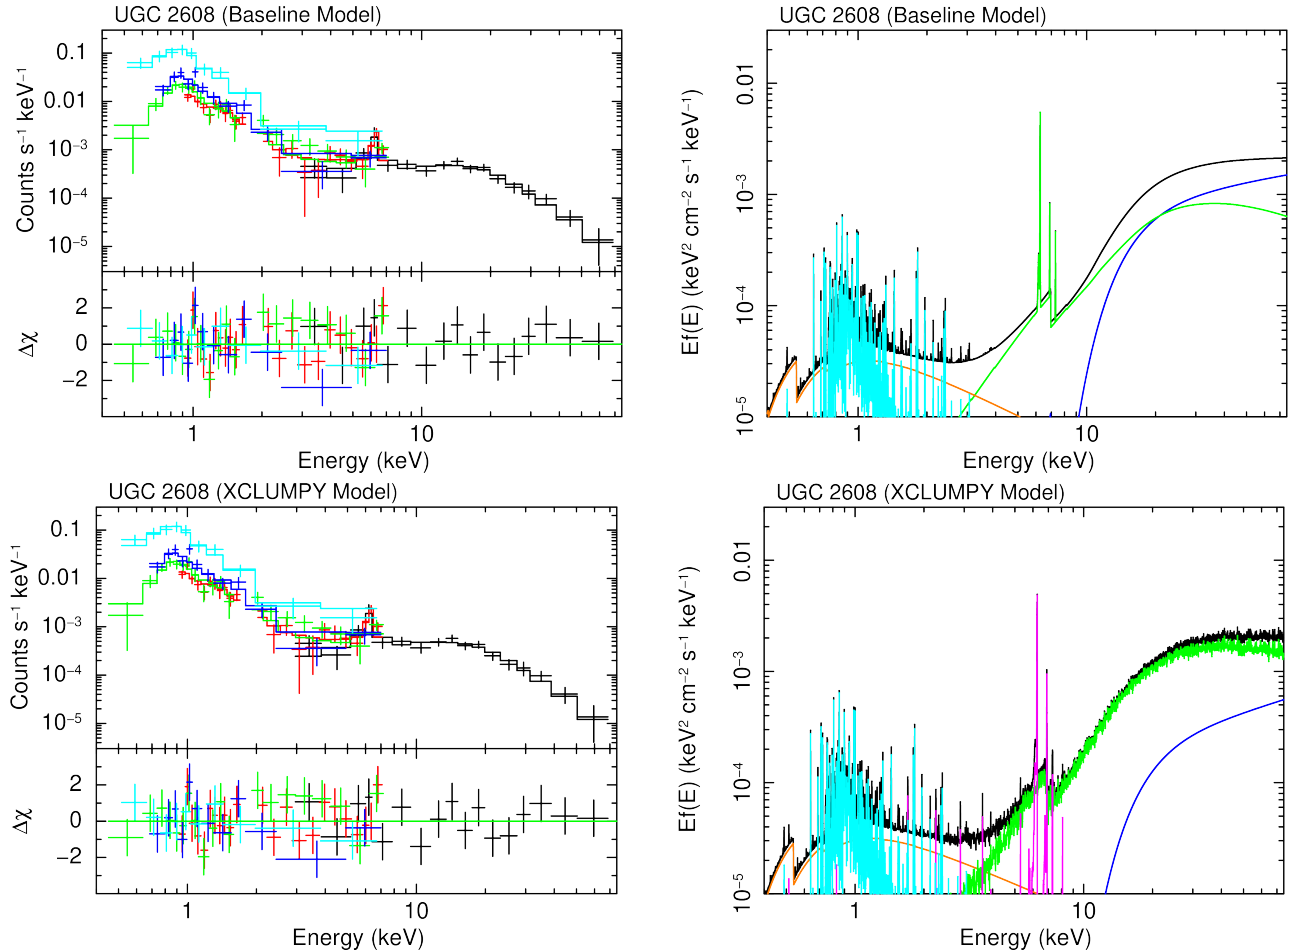 UGC 2608 (Baseline Model)
0.1
0.01
10⁻³
10⁻⁴
10⁻⁵
Counts s⁻¹ keV⁻¹
2
0
−2
Δχ
1
10
Energy (keV)
UGC 2608 (Baseline Model)
0.01
10⁻³
10⁻⁴
10⁻⁵
Ef(E) (keV² cm⁻² s⁻¹ keV⁻¹)
1
10
Energy (keV)
UGC 2608 (XCLUMPY Model)
0.1
0.01
10⁻³
10⁻⁴
10⁻⁵
Counts s⁻¹ keV⁻¹
2
0
−2
Δχ
1
10
Energy (keV)
UGC 2608 (XCLUMPY Model)
0.01
10⁻³
10⁻⁴
10⁻⁵
Ef(E) (keV² cm⁻² s⁻¹ keV⁻¹)
1
10
Energy (keV)